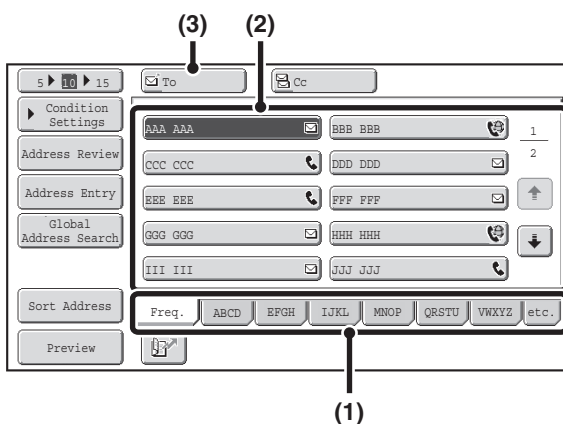 (3) (2)
5 10 15
To
Cc
Condition
Settings
AAA AAA
BBB BBB
1
2
Address Review
CCC CCC
DDD DDD
Address Entry
EEE EEE
FFF FFF
Global
Address Search
GGG GGG
HHH HHH
III III
JJJ JJJ
Sort Address
Freq. ABCD EFGH IJKL MNOP QRSTU VWXYZ etc.
Preview
(1)